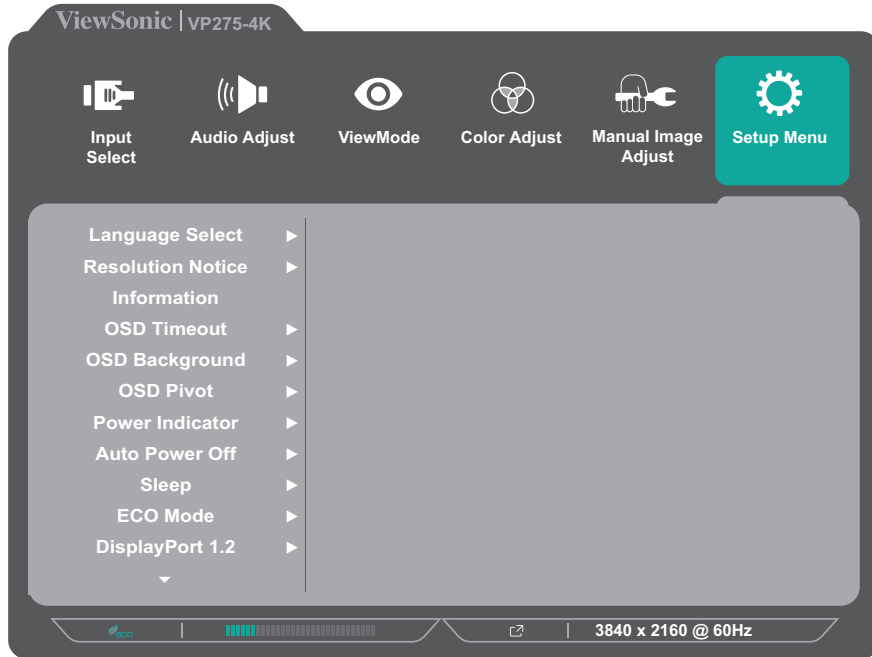 ViewSonic | VP275-4K
Input Select
Audio Adjust
ViewMode
Color Adjust
Manual Image Adjust
Setup Menu
Language Select
Resolution Notice
Information
OSD Timeout
OSD Background
OSD Pivot
Power Indicator
Auto Power Off
Sleep
ECO Mode
DisplayPort 1.2
ECO
3840 x 2160 @ 60Hz